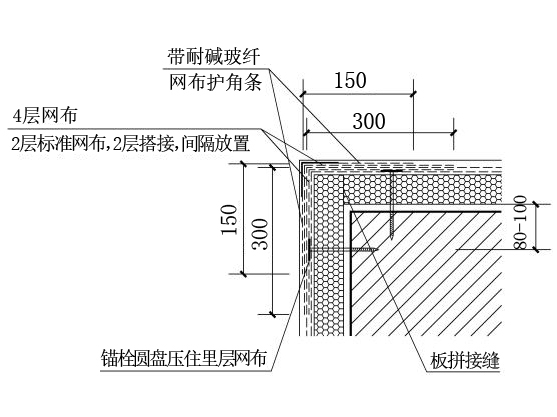 带耐碱玻纤
网布护角条
150
300
4层网布
2层标准网布,2层搭接,间隔放置
150
300
80-100
锚栓圆盘压住里层网布
板拼接缝